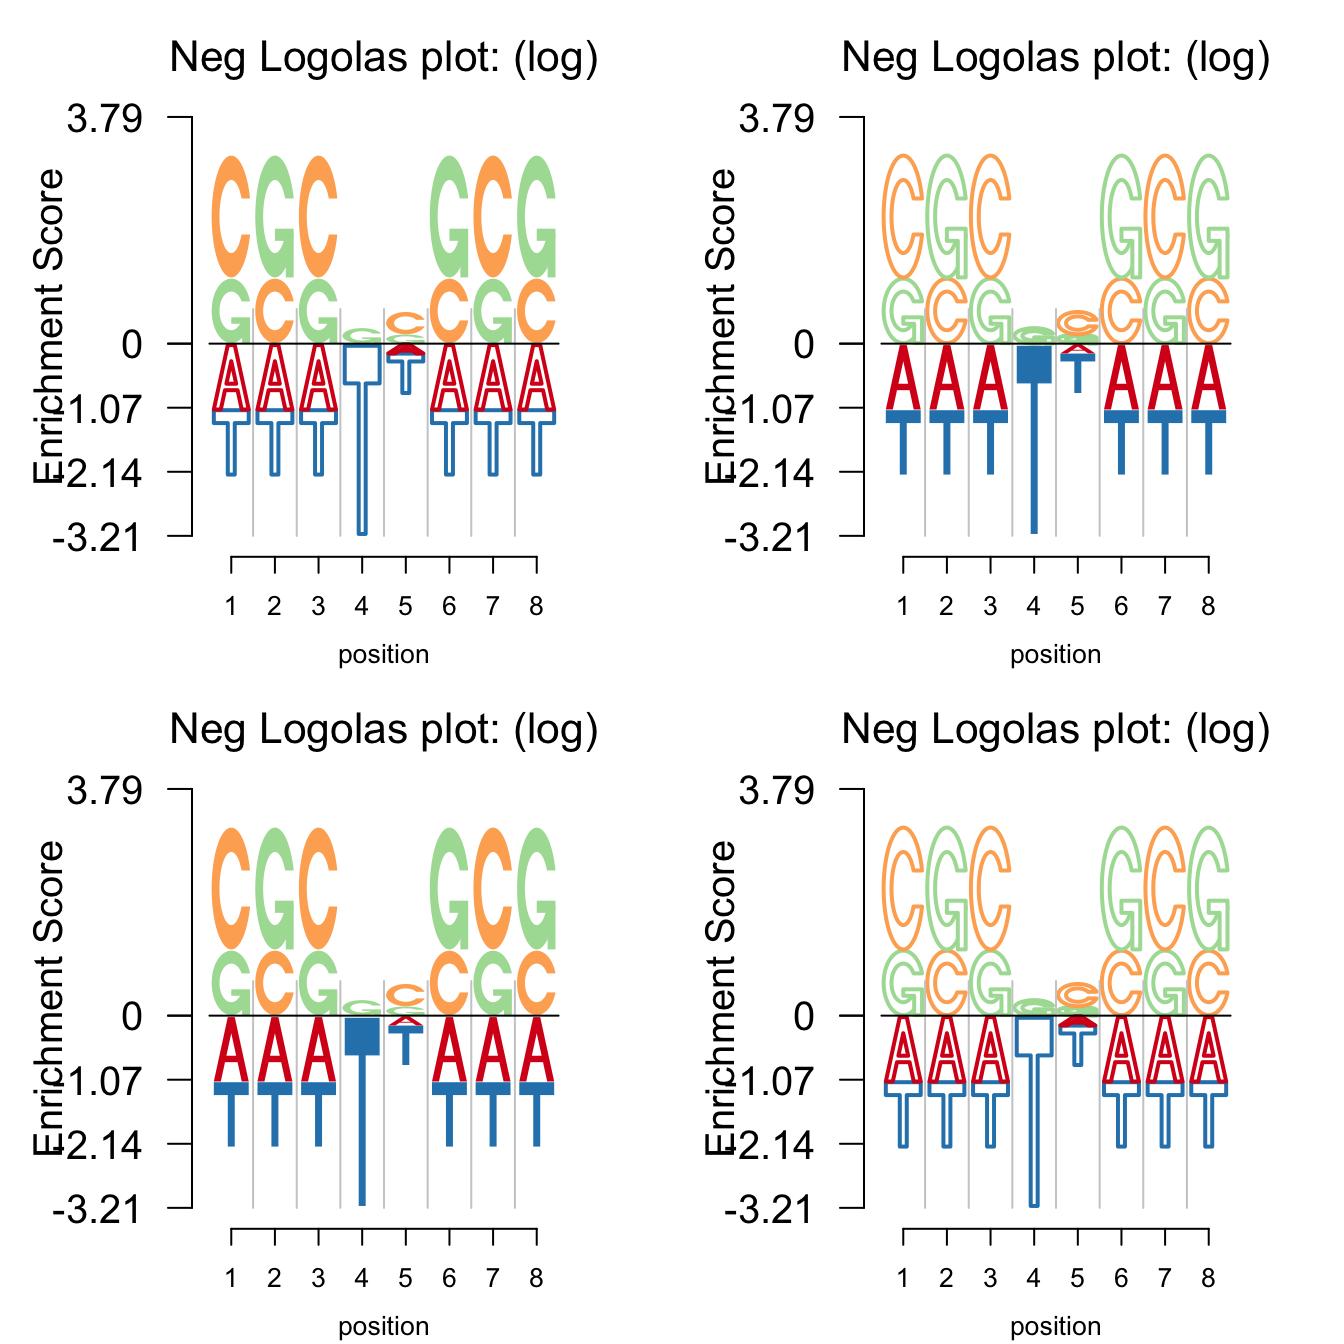 Neg Logolas plot: (log)
3.79
0
-1.07
-2.14
-3.21
Enrichment Score
C G C G C G
G C G G C C G C
G
A A A T A A A A
T T T T T T T
1 2 3 4 5 6 7 8
position
Neg Logolas plot: (log)
3.79
0
-1.07
-2.14
-3.21
Enrichment Score
C G C G C G
G C G G C C G C
G
A A A T A A A A
T T T T T T T
1 2 3 4 5 6 7 8
position
Neg Logolas plot: (log)
3.79
0
-1.07
-2.14
-3.21
Enrichment Score
C G C G C G
G C G G C C G C
G
A A A T A A A A
T T T T T T T
1 2 3 4 5 6 7 8
position
Neg Logolas plot: (log)
3.79
0
-1.07
-2.14
-3.21
Enrichment Score
C G C G C G
G C G G C C G C
G
A A A T A A A A
T T T T T T T
1 2 3 4 5 6 7 8
position